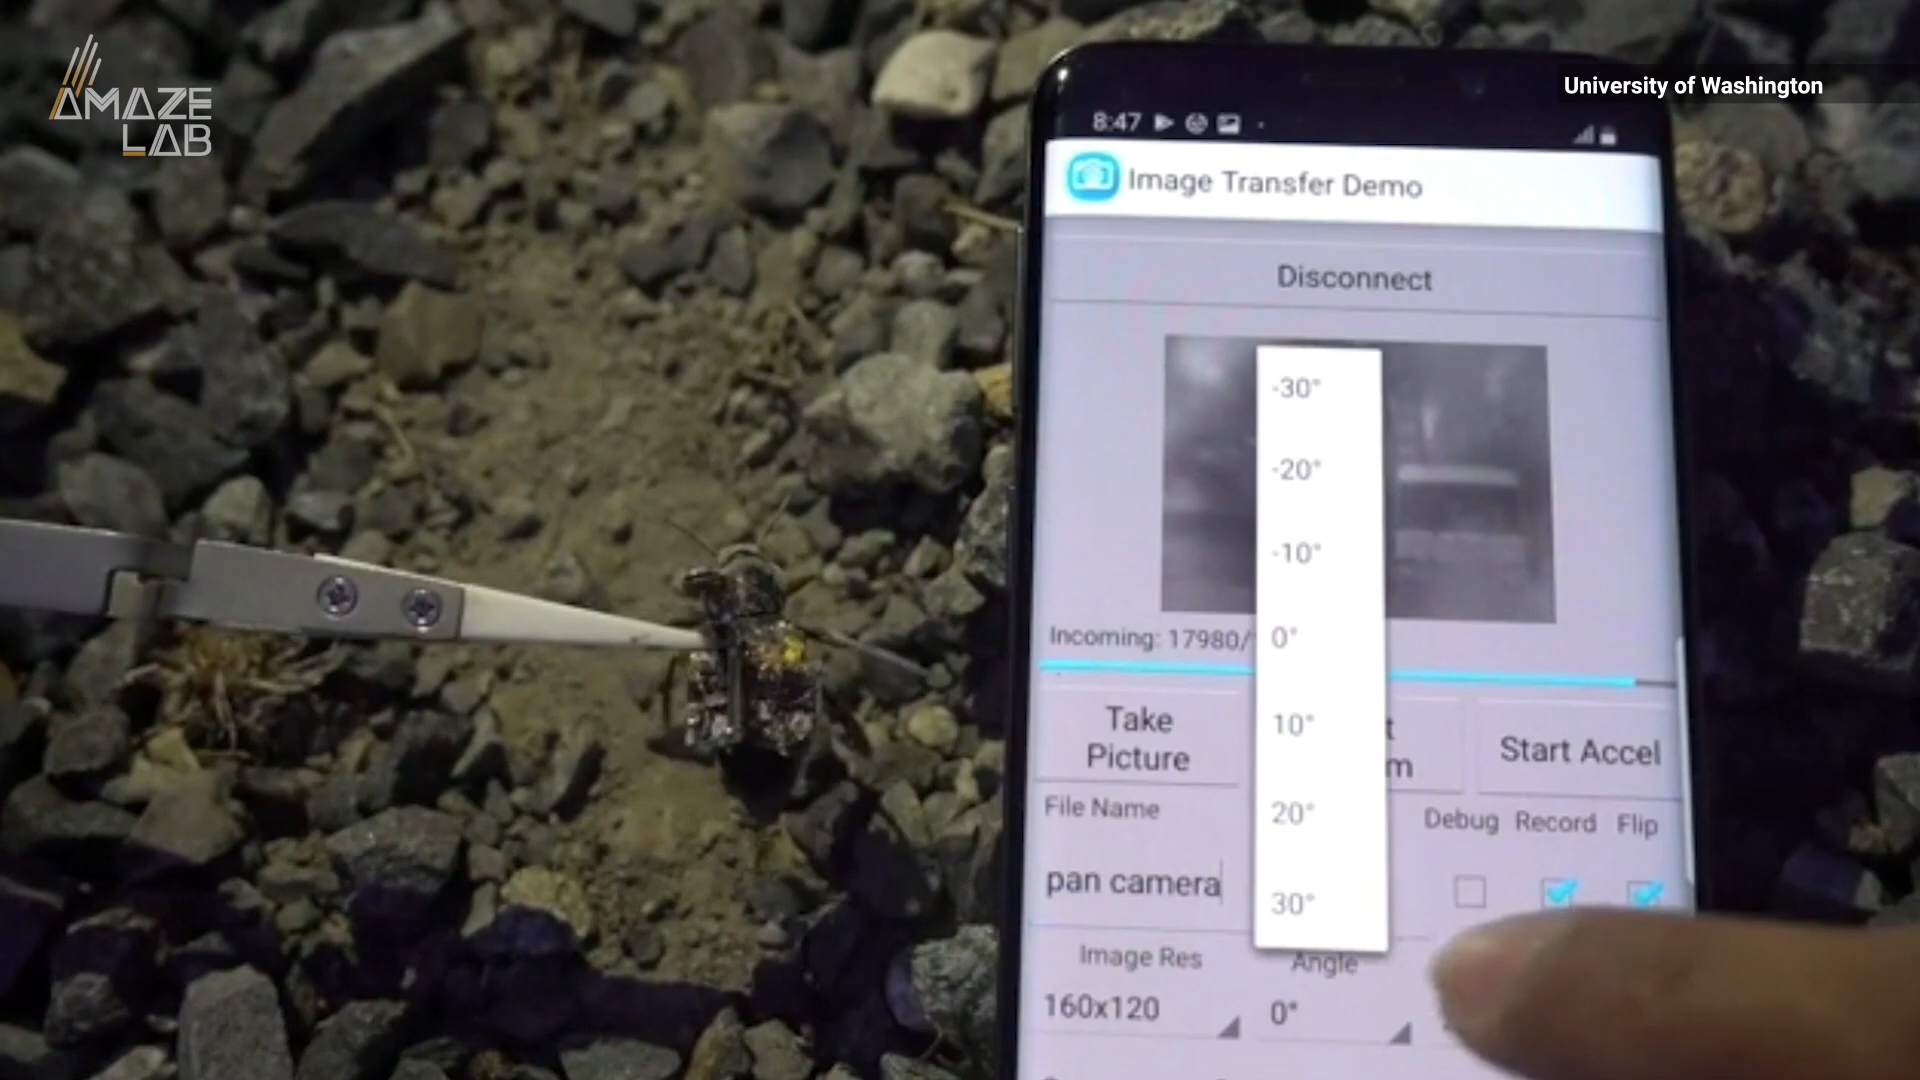 AMAZE
LAB
University of Washington
8:47
Image Transfer Demo
Disconnect
-30°
-20°
-10°
0°
10°
20°
30°
Incoming: 17980/
Take
Picture
t
m
Start Accel
File Name
Debug Record Flip
pan camera
Image Res
Angle
160x120
0°